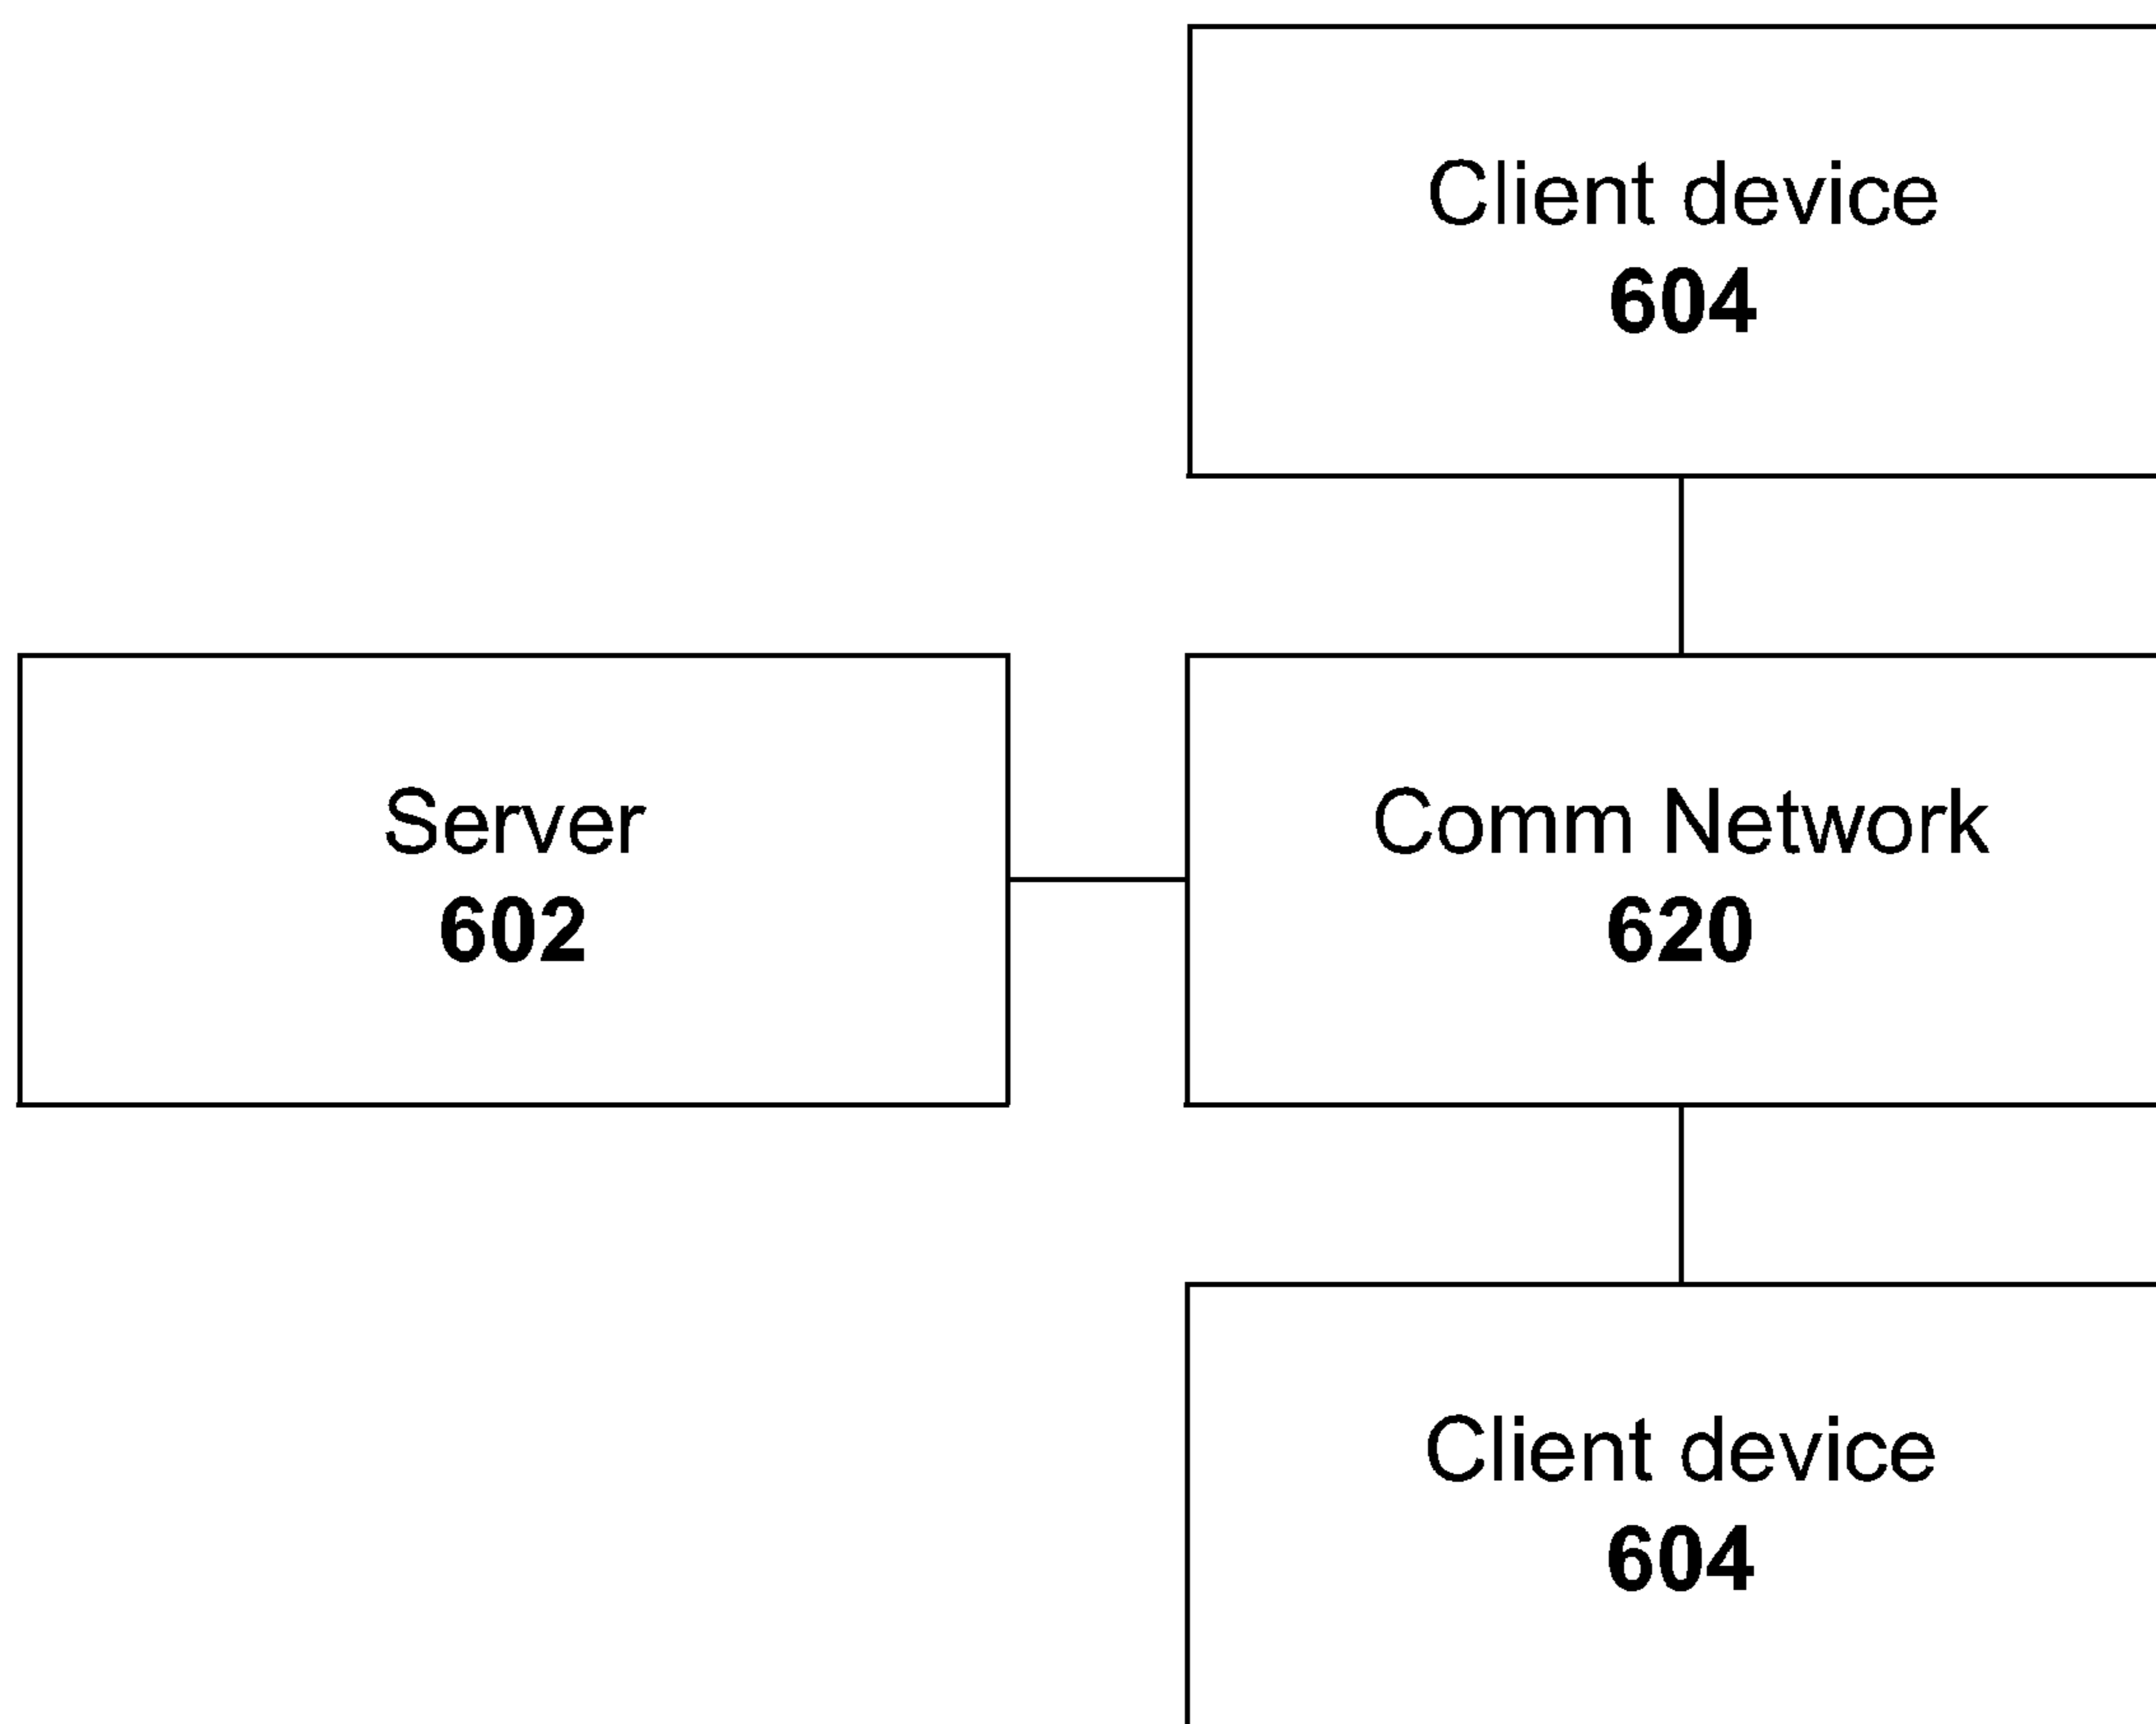 Client device
604
Server
602
Comm Network
620
Client device
604